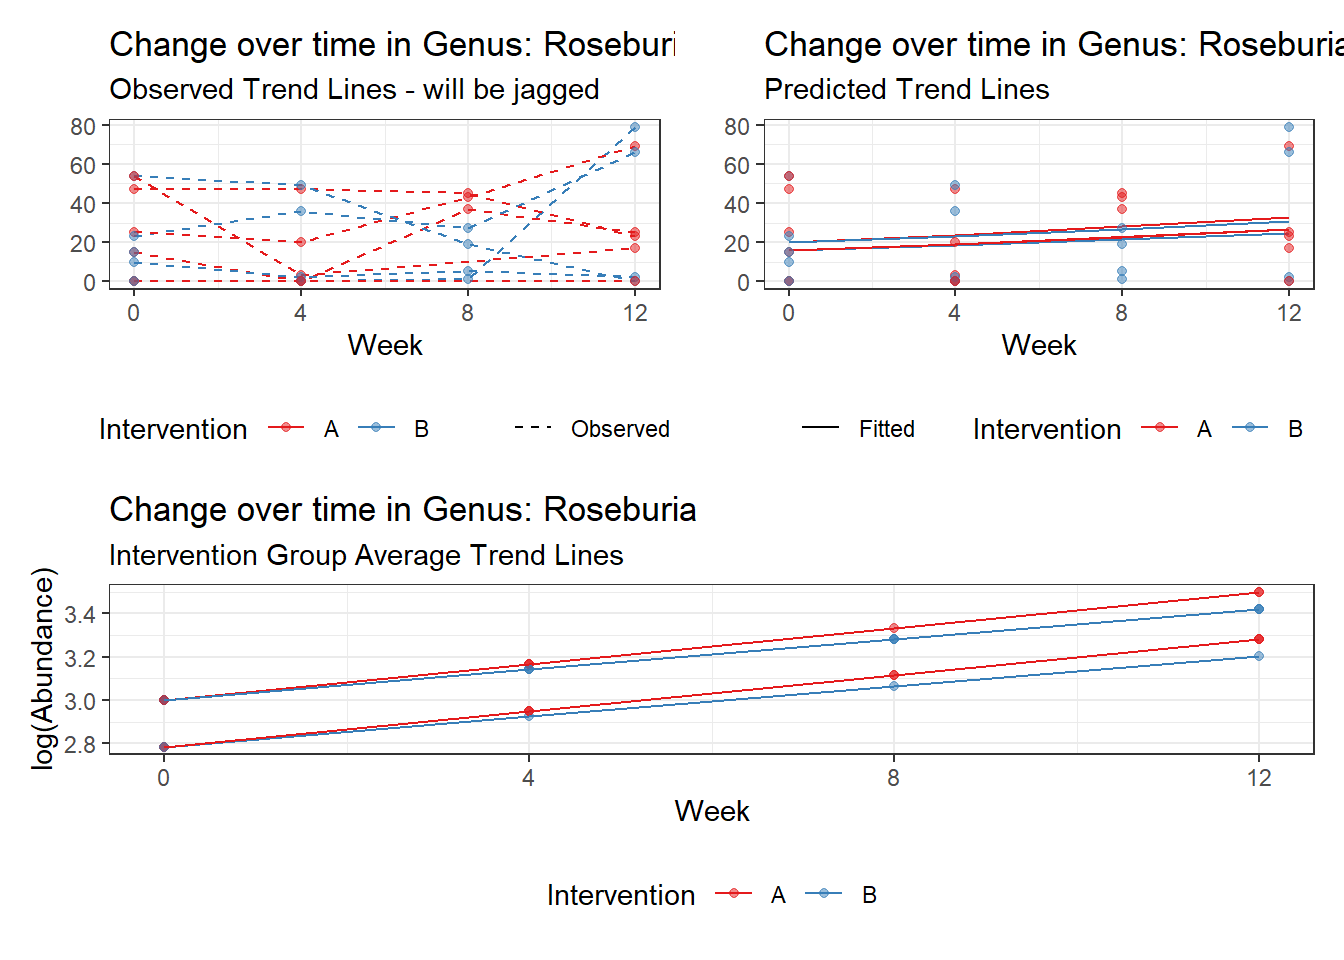 Change over time in Genus: Roseburi
Observed Trend Lines - will be jagged
80
60
40
20
0
0 4 8 12
Week
Intervention A B Observed
Change over time in Genus: Roseburia
Predicted Trend Lines
80
60
40
20
0
0 4 8 12
Week
Fitted Intervention A B
Change over time in Genus: Roseburia
Intervention Group Average Trend Lines
log(Abundance)
3.4
3.2
3.0
2.8
0 4 8 12
Week
Intervention A B